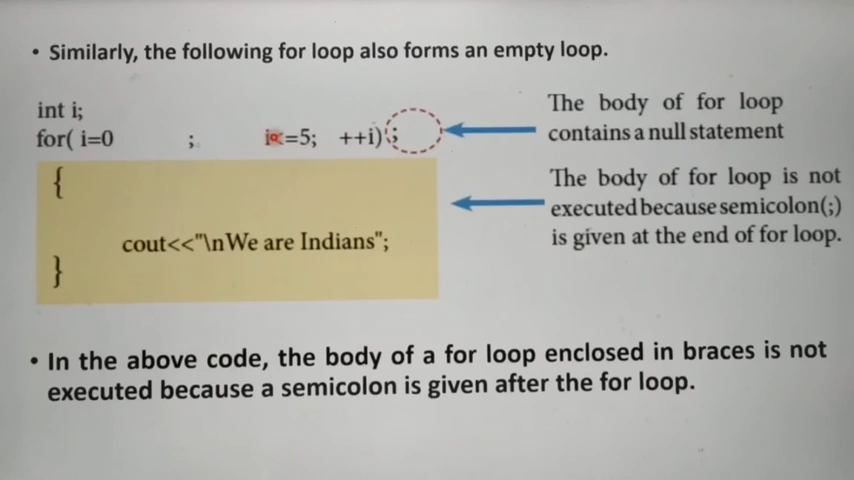 • Similarly, the following for loop also forms an empty loop.
int i;
for( i=0 ; i<=5; ++i) ;
{
cout<<"\nWe are Indians";
}
The body of for loop
contains a null statement
The body of for loop is not
executed because semicolon(;)
is given at the end of for loop.
• In the above code, the body of a for loop enclosed in braces is not
executed because a semicolon is given after the for loop.